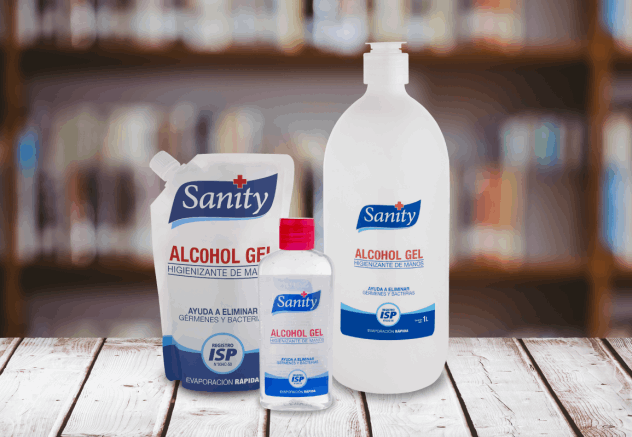 Sanity
ALCOHOL GEL
HIGIENIZANTE DE MANOS
AYUDA A ELIMINAR
GÉRMENES Y BACTERIAS
REGISTRO
ISP
EVAPORACIÓN RÁPIDA
Sanity
ALCOHOL GEL
HIGIENIZANTE DE MANOS
AYUDA A ELIMINAR
GÉRMENES Y BACTERIAS
ISP
EVAPORACIÓN RÁPIDA
Sanity
ALCOHOL GEL
HIGIENIZANTE DE MANOS
AYUDA A ELIMINAR
GÉRMENES Y BACTERIAS
ISP
EVAPORACIÓN RÁPIDA
1L